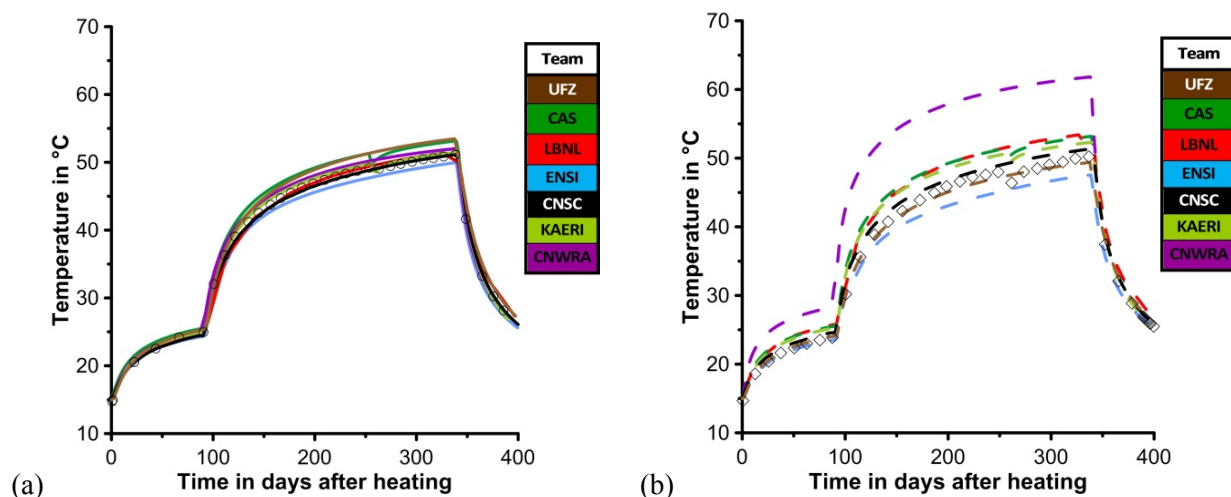 70
60
50
40
30
20
10
Temperature in °C
0
100
200
300
400
Time in days after heating
Team
UFZ
CAS
LBNL
ENSI
CNSC
KAERI
CNWRA
(a)
70
60
50
40
30
20
10
Temperature in °C
0
100
200
300
400
Time in days after heating
Team
UFZ
CAS
LBNL
ENSI
CNSC
KAERI
CNWRA
(b)